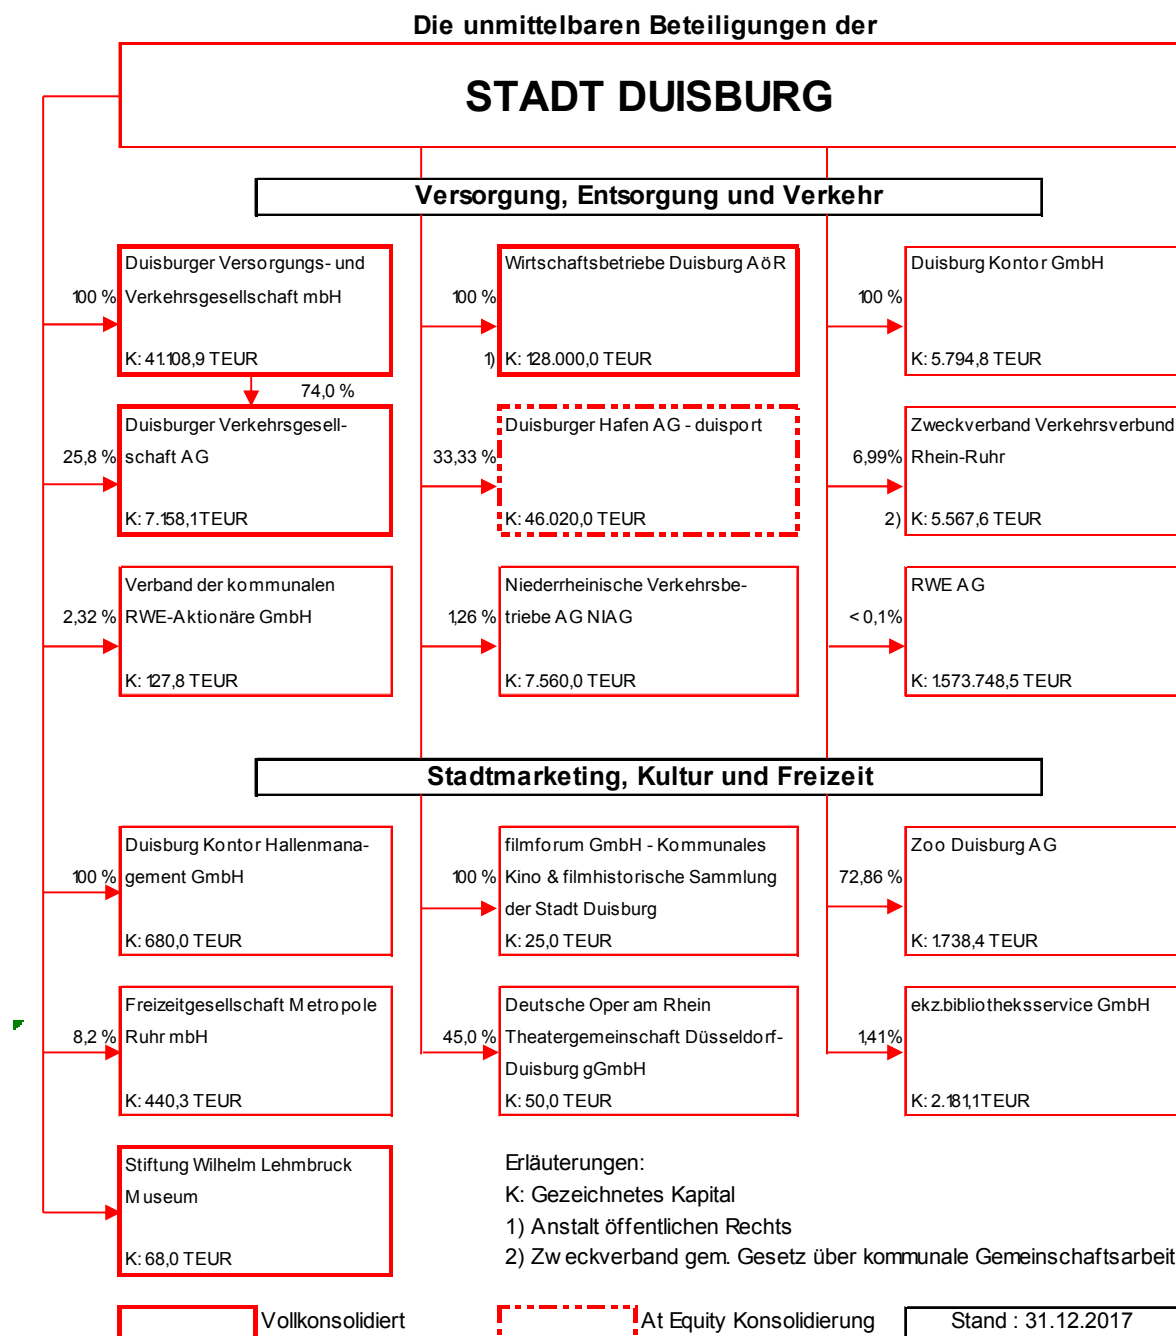 Die unmittelbaren Beteiligungen der
STADT DUISBURG
Versorgung, Entsorgung und Verkehr
Duisburger Versorgungs- und
100 % Verkehrsgesellschaft mbH
K: 41.108,9 TEUR
Wirtschaftsbetriebe Duisburg AöR
100 %
1) K: 128.000,0 TEUR
Duisburg Kontor GmbH
100 %
K: 5.794,8 TEUR
74,0 %
Duisburger Verkehrsgesell-
25,8 % schaft AG
K: 7.158,1 TEUR
Duisburger Hafen AG - duisport
33,33 %
K: 46.020,0 TEUR
Zweckverband Verkehrsverbund
6,99% Rhein-Ruhr
2) K: 5.567,6 TEUR
Verband der kommunalen
2,32 % RWE-Aktionäre GmbH
K: 127,8 TEUR
Niederrheinische Verkehrsbe-
1,26 % triebe AG NIAG
K: 7.560,0 TEUR
RWE AG
< 0,1%
K: 1.573.748,5 TEUR
Stadtmarketing, Kultur und Freizeit
Duisburg Kontor Hallenmana-
100 % gement GmbH
K: 680,0 TEUR
filmforum GmbH - Kommunales
100 % Kino & filmhistorische Sammlung
der Stadt Duisburg
K: 25,0 TEUR
Zoo Duisburg AG
72,86 %
K: 1.738,4 TEUR
Freizeitgesellschaft Metropole
8,2 % Ruhr mbH
K: 440,3 TEUR
Deutsche Oper am Rhein
45,0 % Theatergemeinschaft Düsseldorf-
Duisburg gGmbH
K: 50,0 TEUR
ekz.bibliotheksservice GmbH
1,41%
K: 2.181,1 TEUR
Stiftung Wilhelm Lehmbruck
Museum
K: 68,0 TEUR
Erläuterungen:
K: Gezeichnetes Kapital
1) Anstalt öffentlichen Rechts
2) Zweckverband gem. Gesetz über kommunale Gemeinschaftsarbeit
Vollkonsolidiert
At Equity Konsolidierung
Stand : 31.12.2017